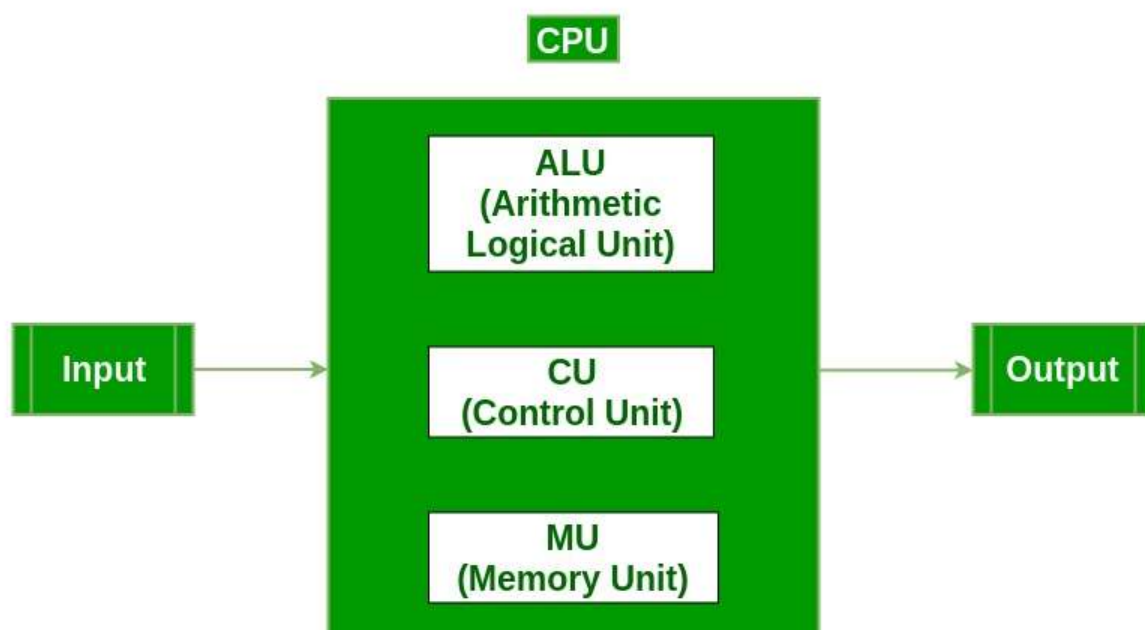 CPU
ALU
(Arithmetic
Logical Unit)
Input
CU
(Control Unit)
Output
MU
(Memory Unit)